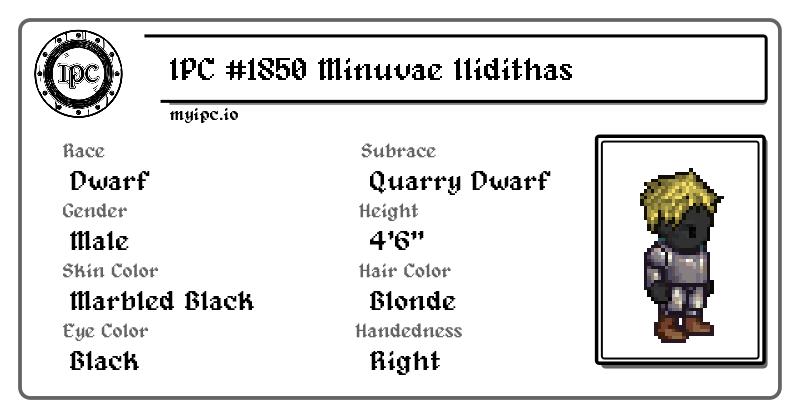 IPC
IPC #1850 Minuvae Ilidithas
myipc.io
Race
Dwarf
Subrace
Quarry Dwarf
Gender
Male
Height
4'6"
Skin Color
Marbled Black
Hair Color
Blonde
Eye Color
Black
Handedness
Right